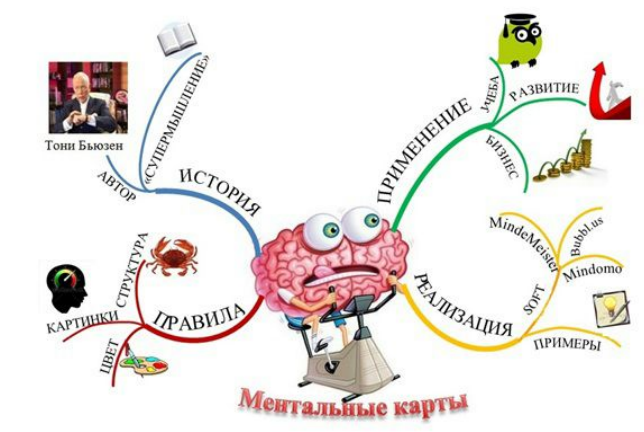 Тони Бьюзен
АВТОР
«СУПЕРМЫШЛЕНИЕ»
ИСТОРИЯ
ПРИМЕНЕНИЕ
УЧЕБА
РАЗВИТИЕ
БИЗНЕС
СТРУКТУРА
КАРТИНКИ
ЦВЕТ
ПРАВИЛА
РЕАЛИЗАЦИЯ
SOFT
MindeMeister
Bubbl.us
Mindomo
ПРИМЕРЫ
Ментальные карты